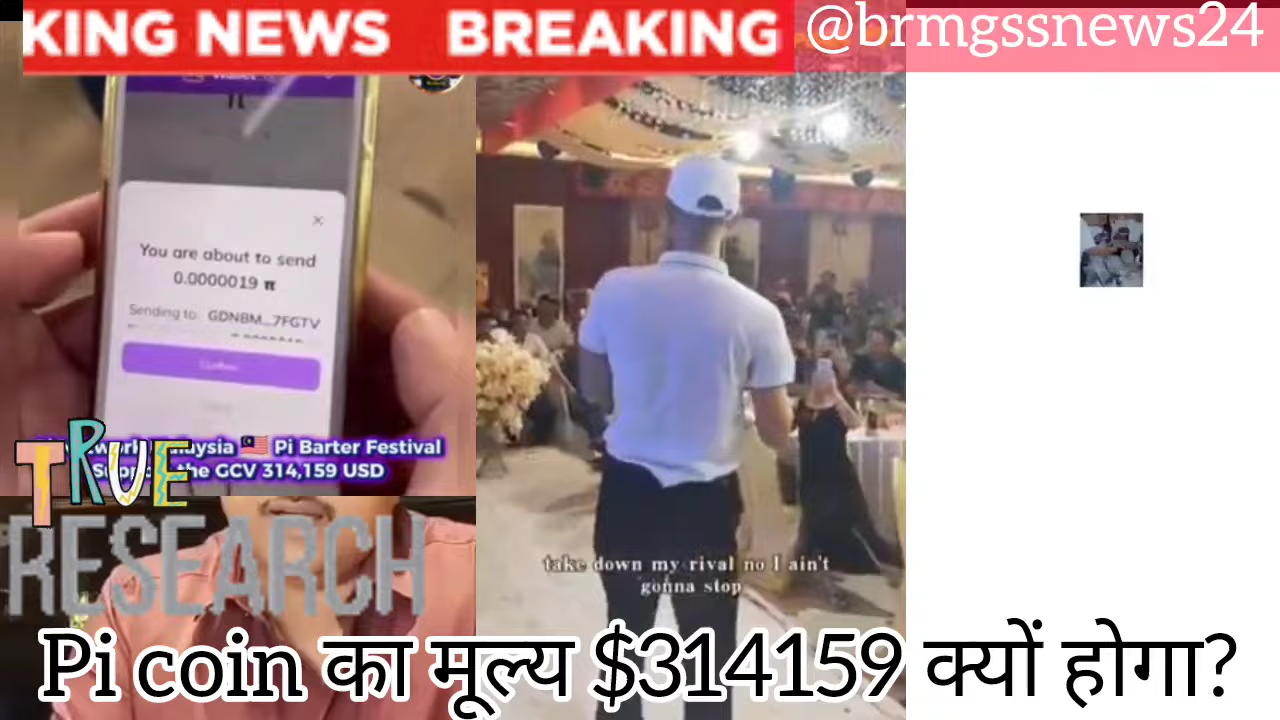 KING NEWS BREAKING
@brmgssnews24
You are about to send
0.0000019 π
Sending to: GDNBM...7FGTV
Confirm
Pi Barter Festival
the GCV 314,159 USD
TRUE
RESEARCH
take down my rival no I ain't
gonna stop
Pi coin का मूल्य $314159 क्यों होगा?